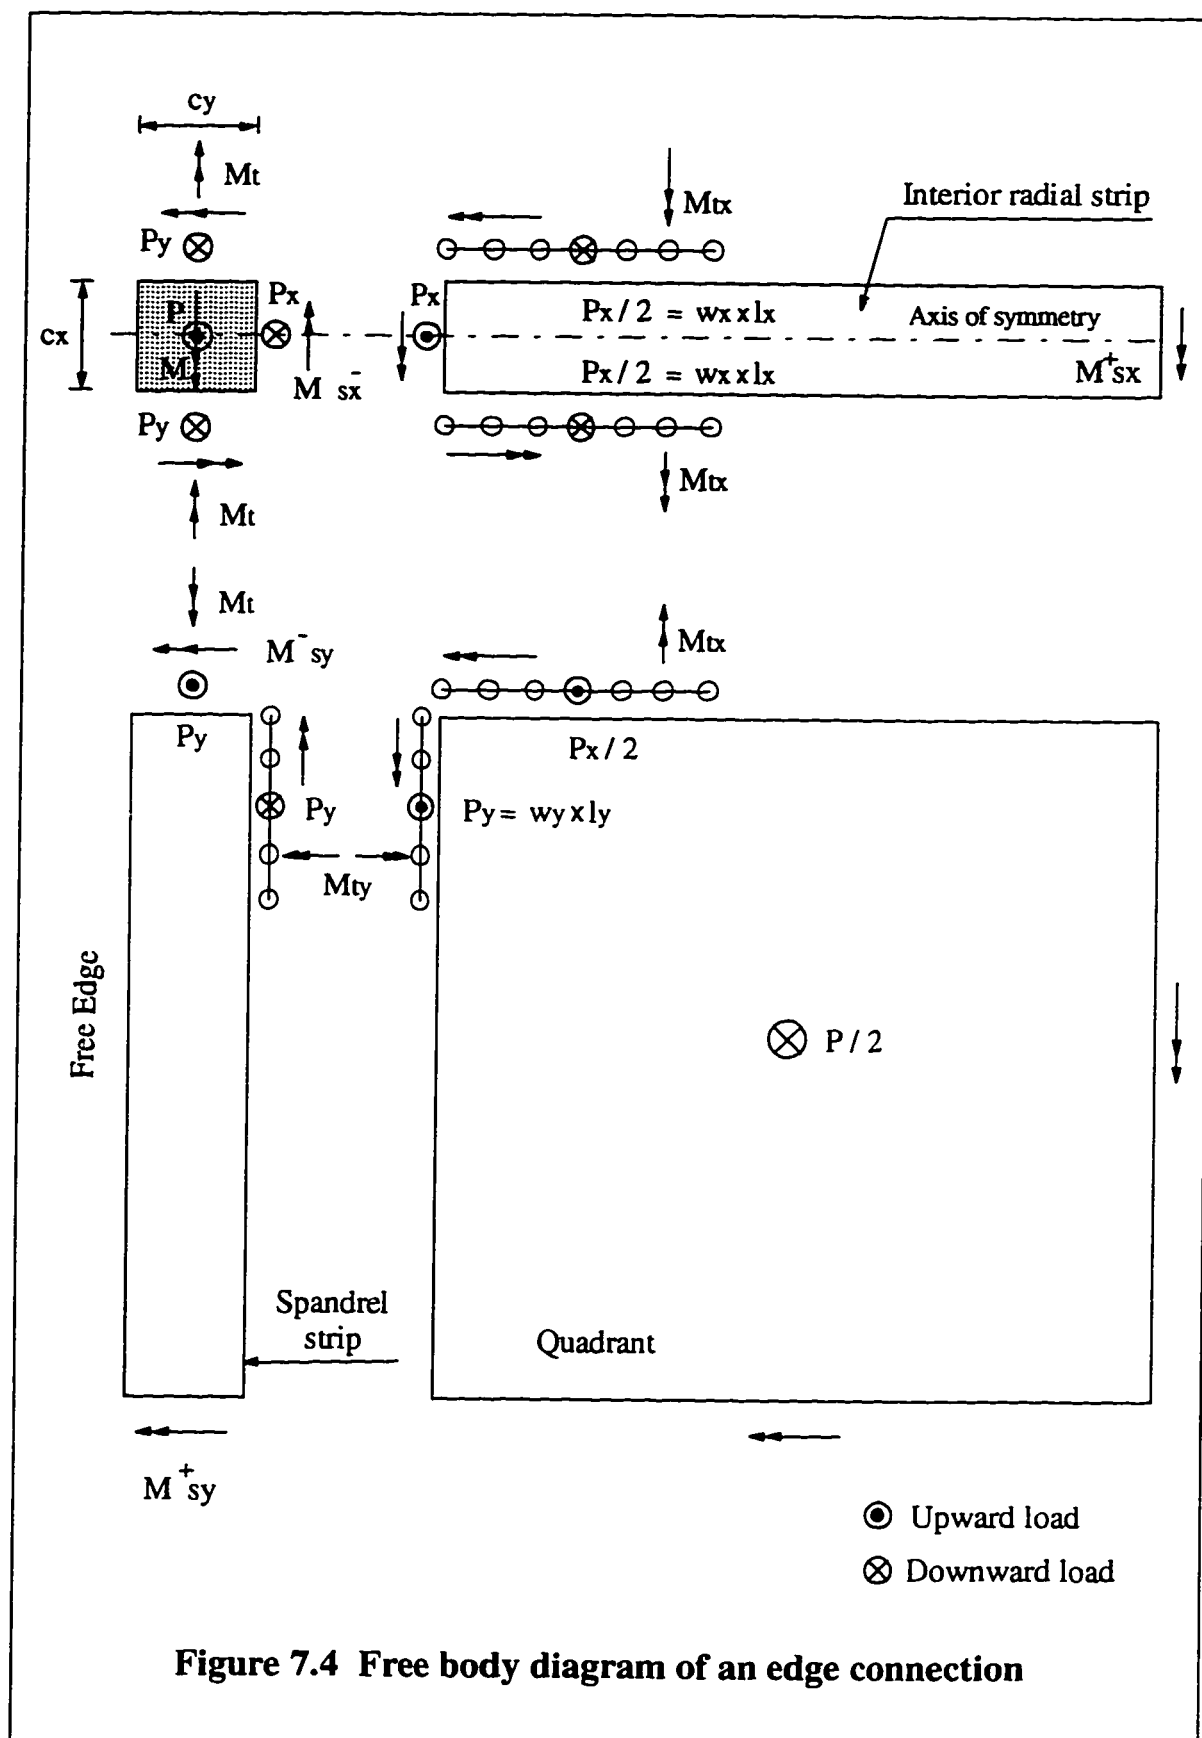 cy
Mt
Mtx
Interior radial strip
Py
Px
Px
P
Px / 2 = wx x lx
Axis of symmetry
cx
M
M sx-
Px / 2 = wx x lx
M+sx
Py
Mtx
Mt
Mt
M- sy
Mtx
Py
Px / 2
Py
Py = wy x ly
Mty
Free Edge
P / 2
Spandrel
strip
Quadrant
M+sy
Upward load
Downward load
Figure 7.4 Free body diagram of an edge connection